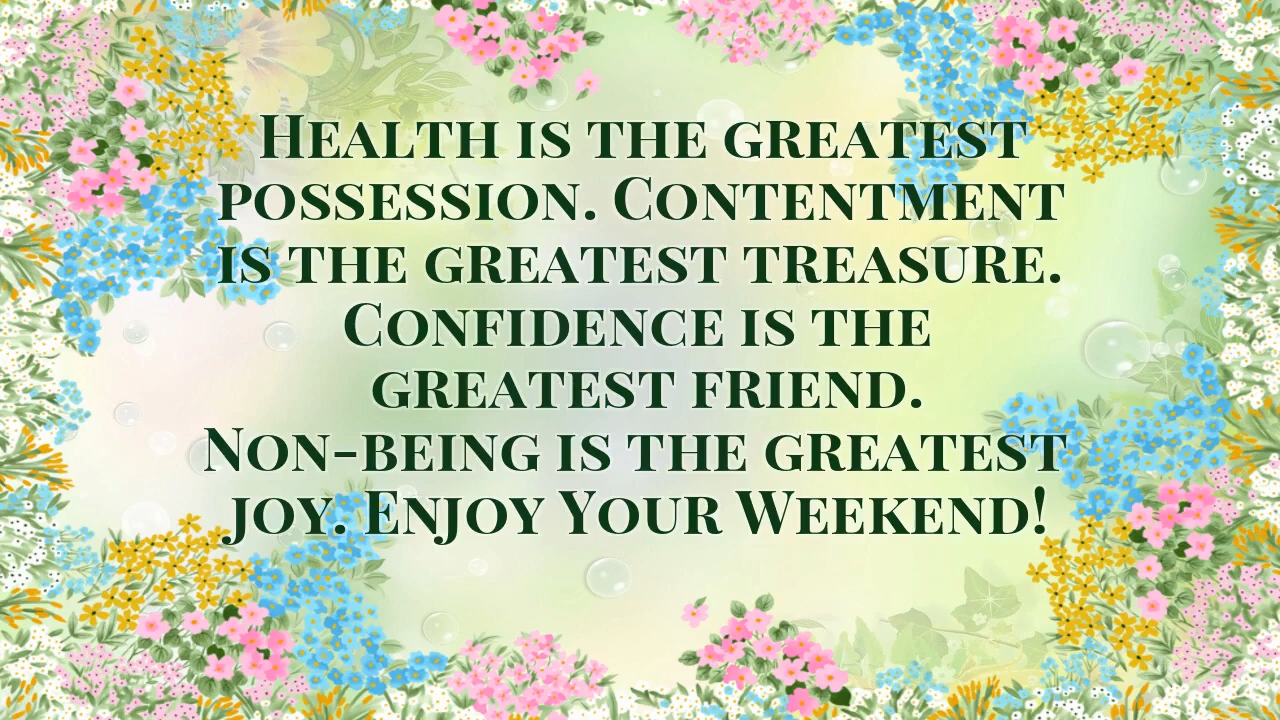 Health is the greatest
possession. Contentment
is the greatest treasure.
Confidence is the
greatest friend.
Non-being is the greatest
joy. Enjoy Your Weekend!